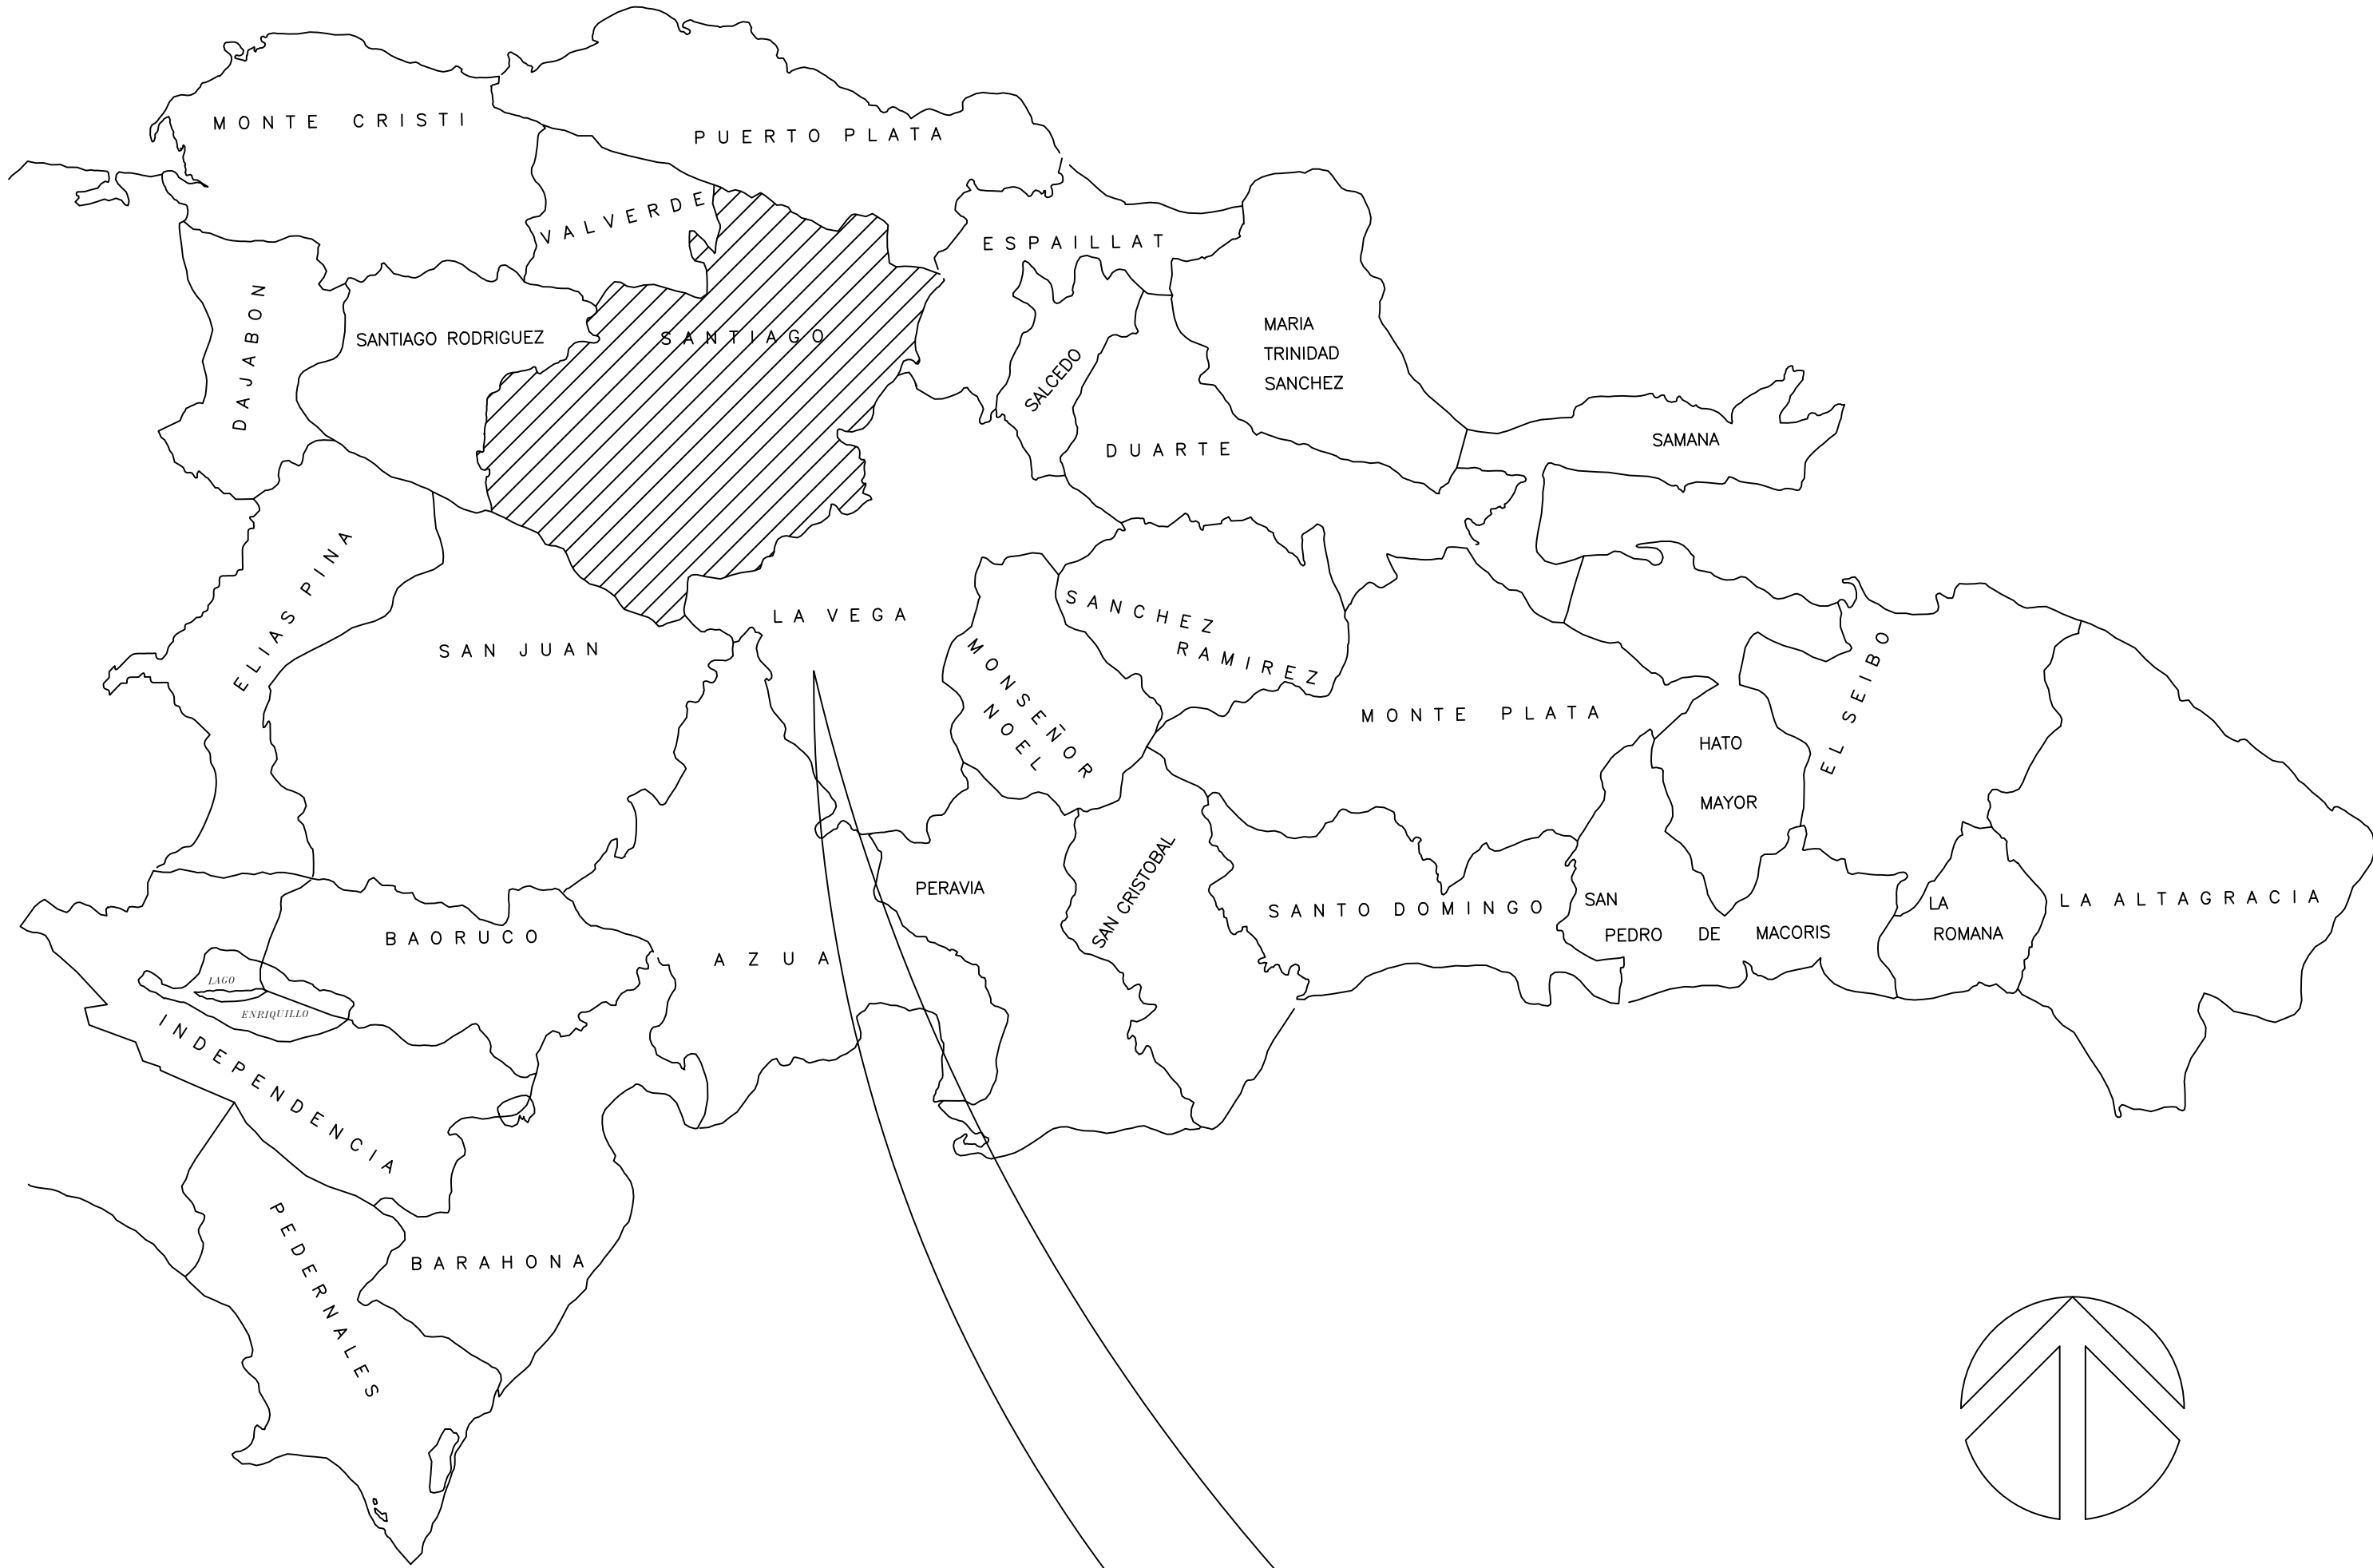 MONTE CRISTI
PUERTO PLATA
VALVERDE
ESPAILLAT
DAJABON
SANTIAGO RODRIGUEZ
SANTIAGO
SALCEDO
MARIA
TRINIDAD
SANCHEZ
DUARTE
SAMANA
ELIAS PINA
SAN JUAN
LA VEGA
MONSEÑOR
NOEL
SANCHEZ
RAMIREZ
MONTE PLATA
HATO
MAYOR
EL SEIBO
BAORUCO
AZUA
PERAVIA
SAN CRISTOBAL
SANTO DOMINGO
SAN
PEDRO DE MACORIS
LA
ROMANA
LA ALTAGRACIA
LAGO
ENRIQUILLO
INDEPENDENCIA
PEDERNALES
BARAHONA